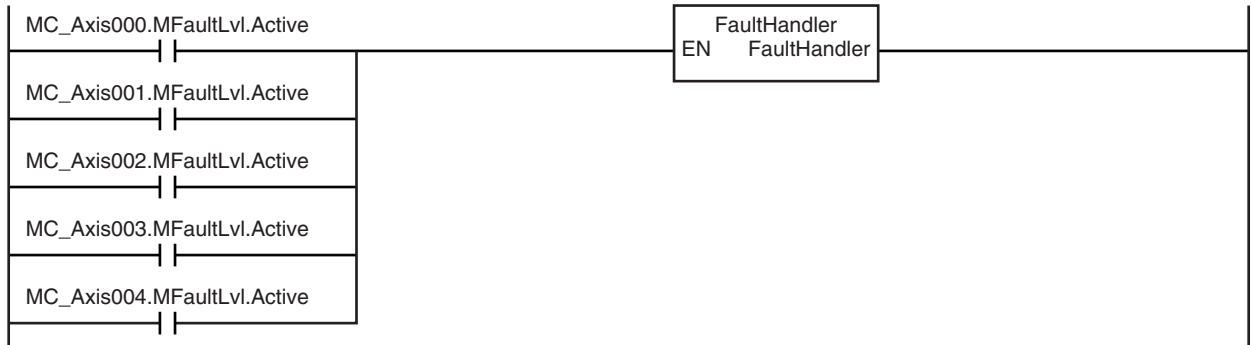 MC_Axis000.MFaultLvl.Active
FaultHandler
EN FaultHandler
MC_Axis001.MFaultLvl.Active
MC_Axis002.MFaultLvl.Active
MC_Axis003.MFaultLvl.Active
MC_Axis004.MFaultLvl.Active